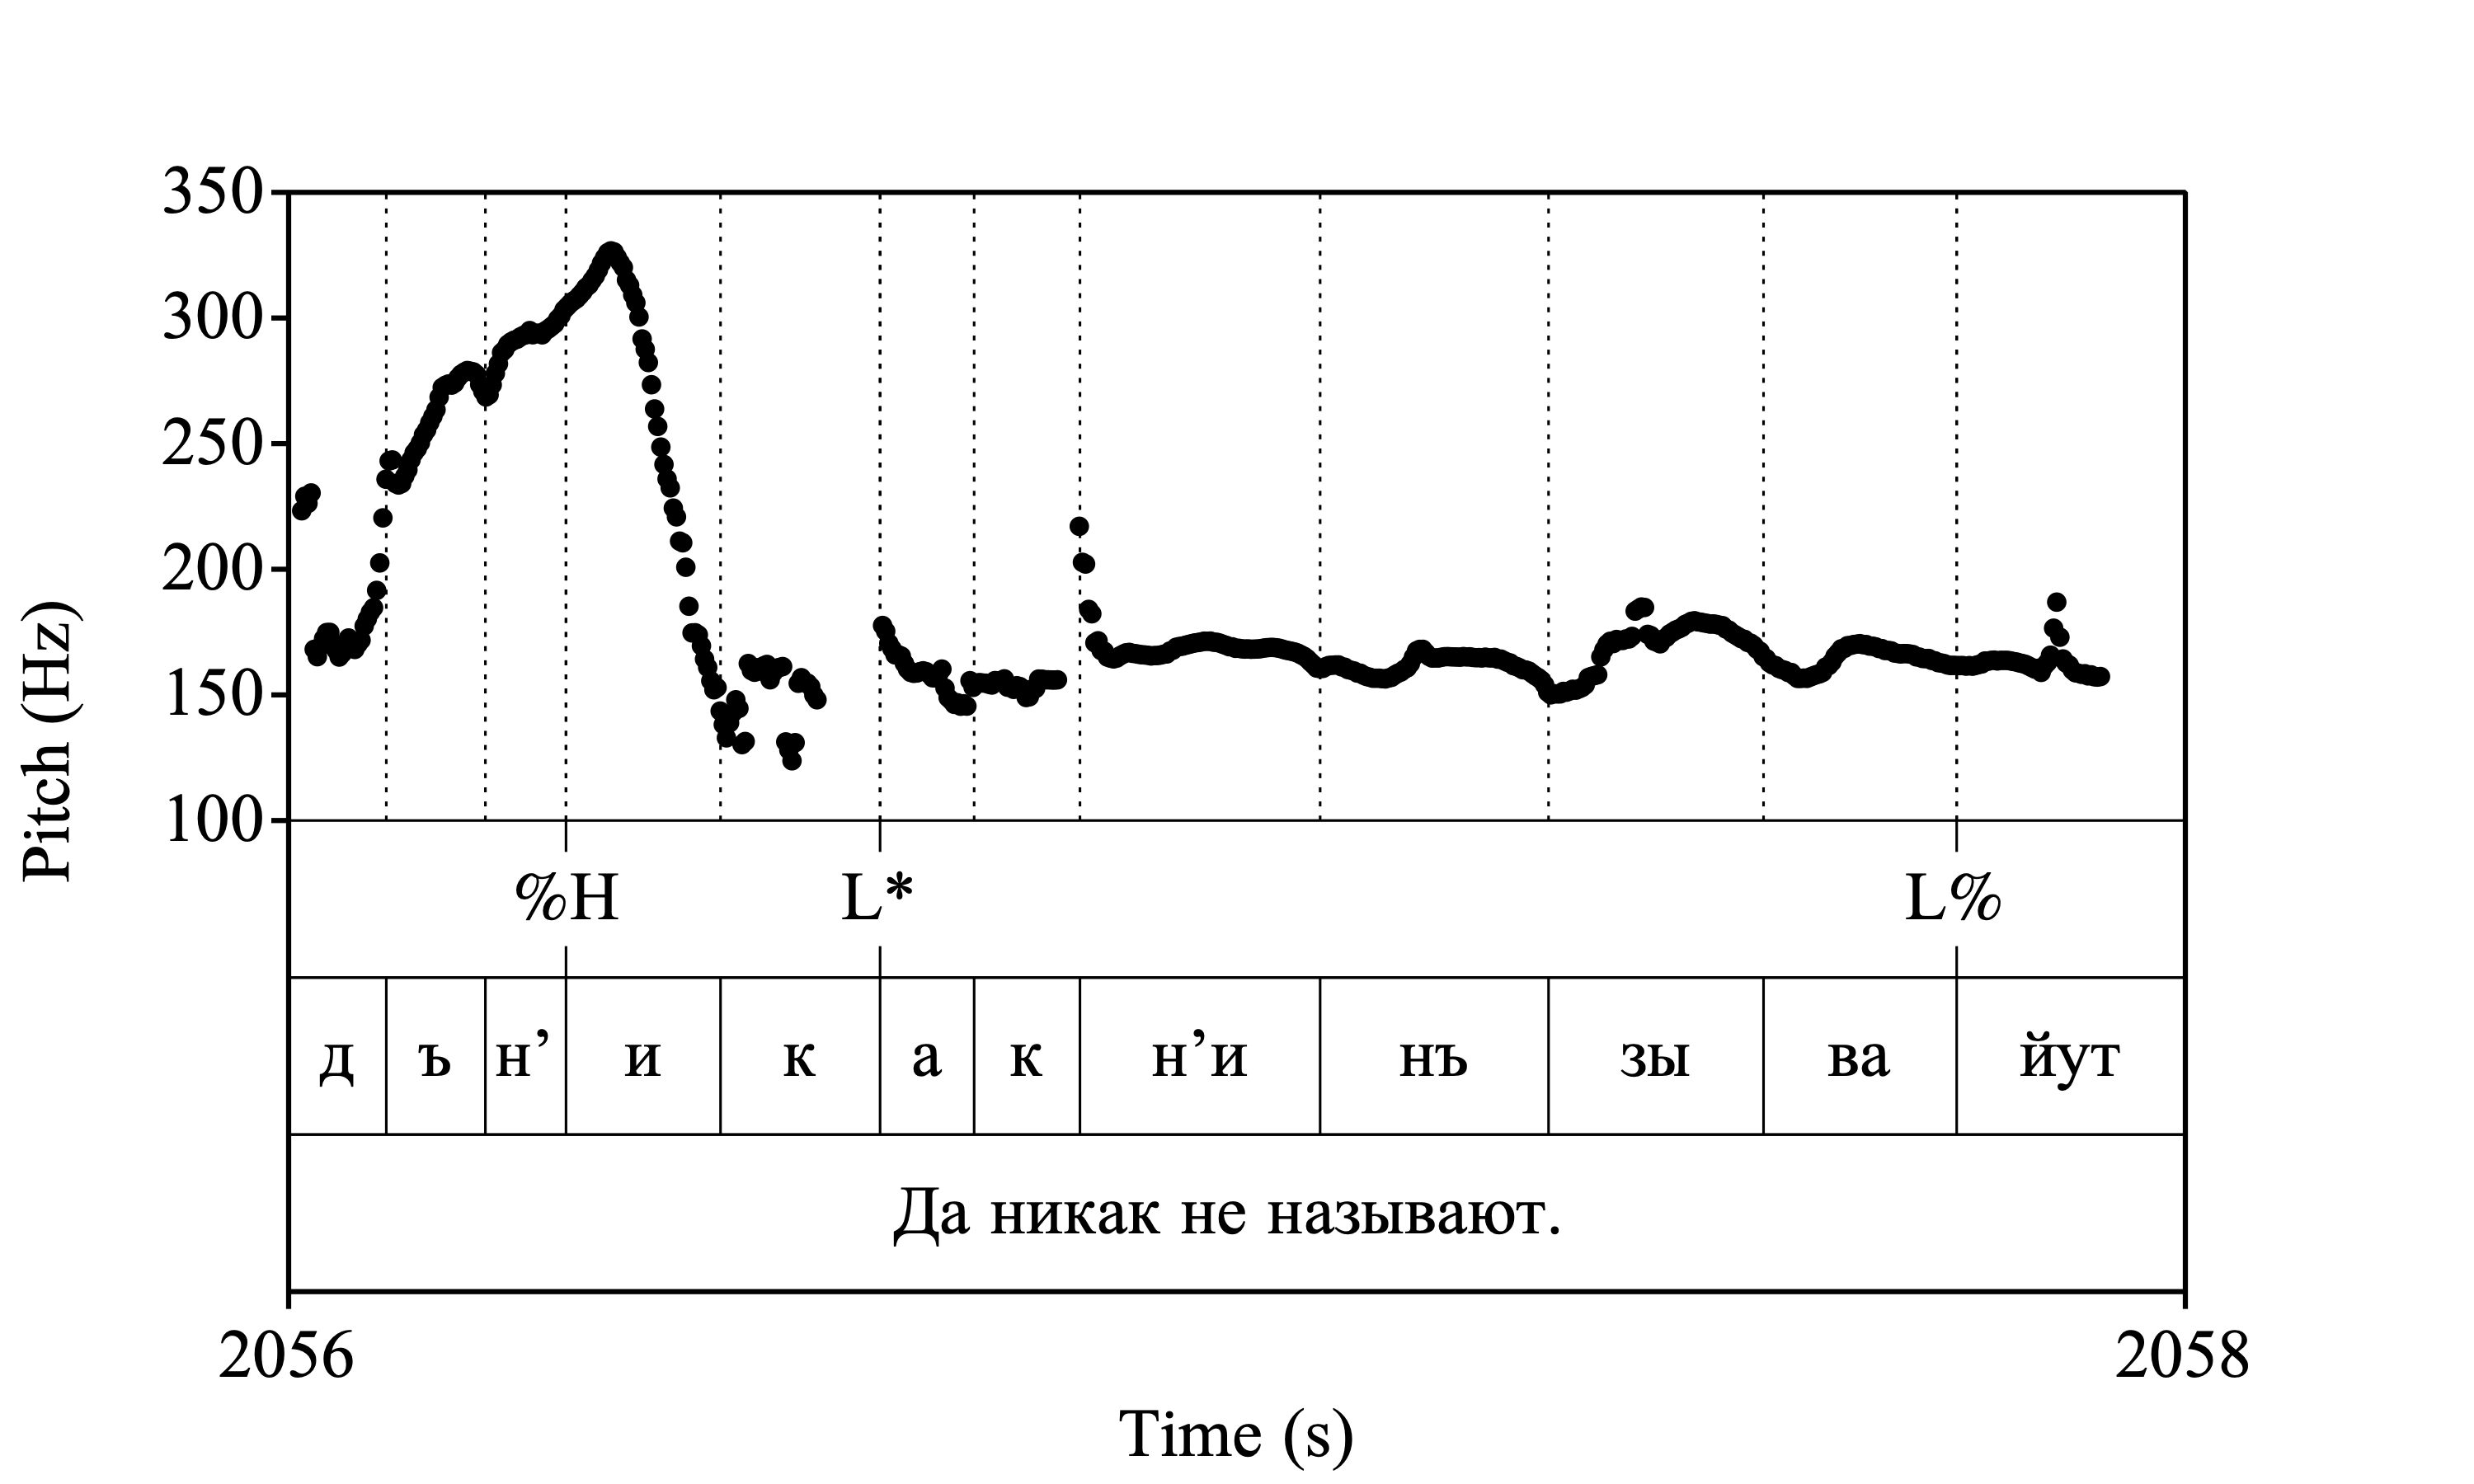 350
300
250
200
150
100
Pitch (Hz)
%H L* L%
д ъ н’ и к а к н’и нъ зы ва йут
Да никак не называют.
2056 2058
Time (s)